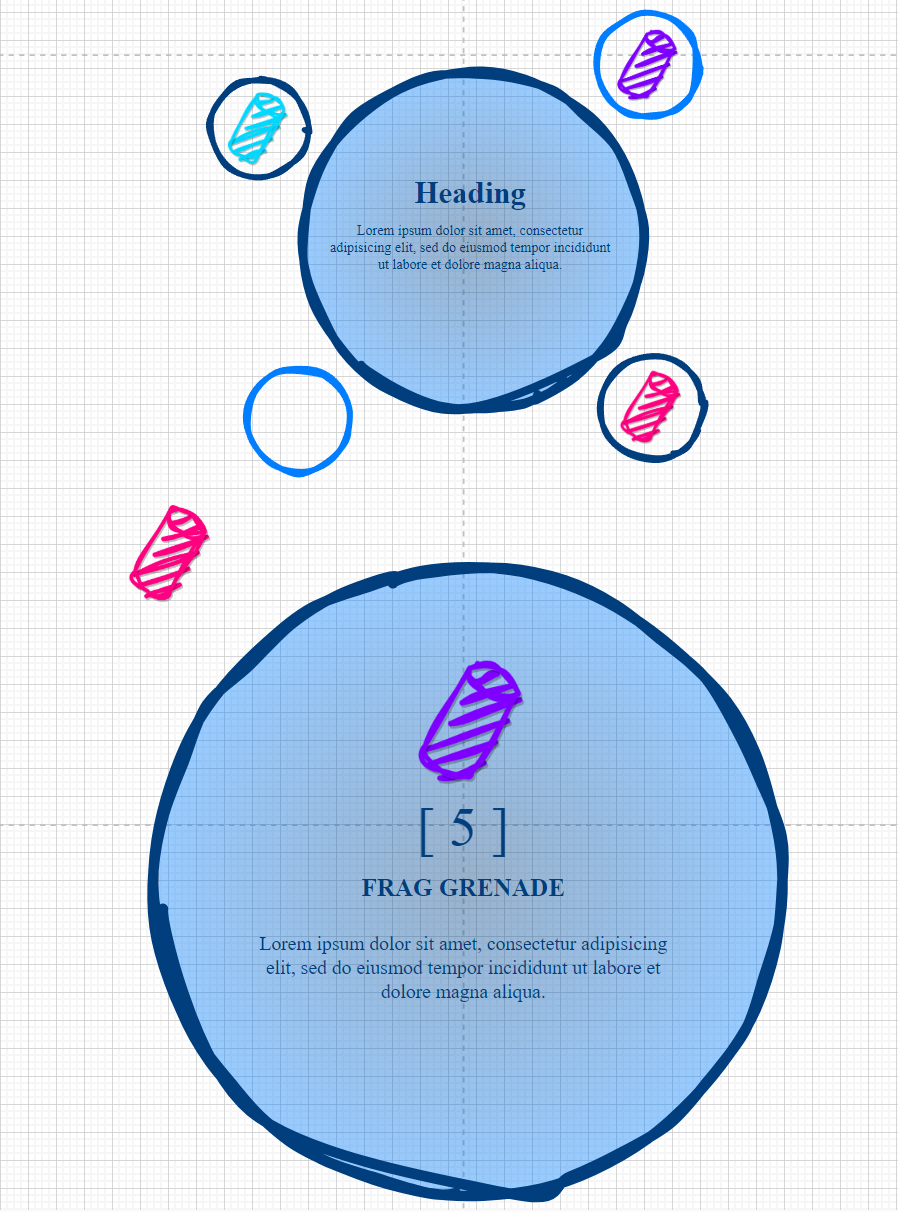 Heading
Lorem ipsum dolor sit amet, consectetur
adipisicing elit, sed do eiusmod tempor incididunt
ut labore et dolore magna aliqua.
[ 5 ]
FRAG GRENADE
Lorem ipsum dolor sit amet, consectetur adipisicing
elit, sed do eiusmod tempor incididunt ut labore et
dolore magna aliqua.